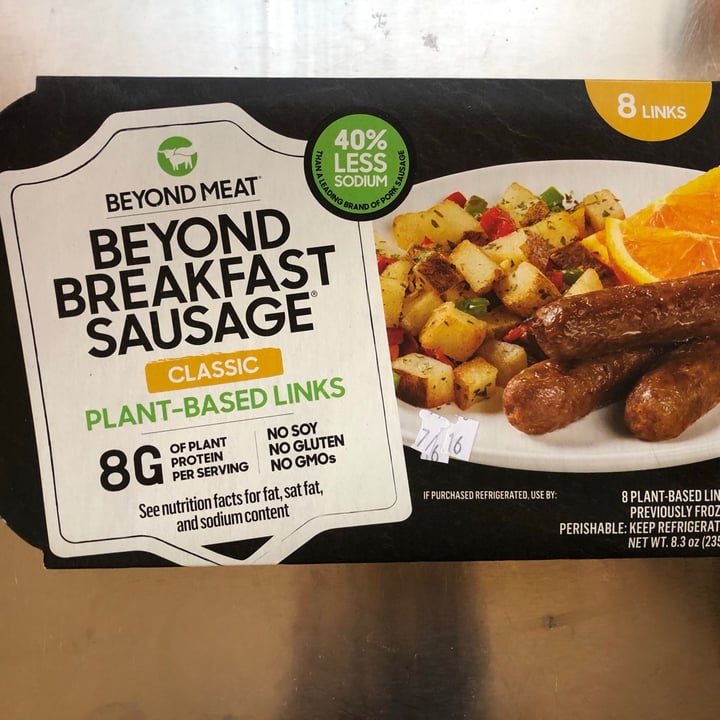 BEYOND MEAT
BEYOND
BREAKFAST
SAUSAGE®
CLASSIC
PLANT-BASED LINKS
8G OF PLANT
PROTEIN
PER SERVING
NO SOY
NO GLUTEN
NO GMOs
See nutrition facts for fat, sat fat,
and sodium content
40%
LESS
SODIUM
THAN A LEADING BRAND OF PORK SAUSAGE
8 LINKS
7/16
IF PURCHASED REFRIGERATED, USE BY:
8 PLANT-BASED LIN
PREVIOUSLY FROZ
PERISHABLE: KEEP REFRIGERAT
NET WT. 8.3 oz (235